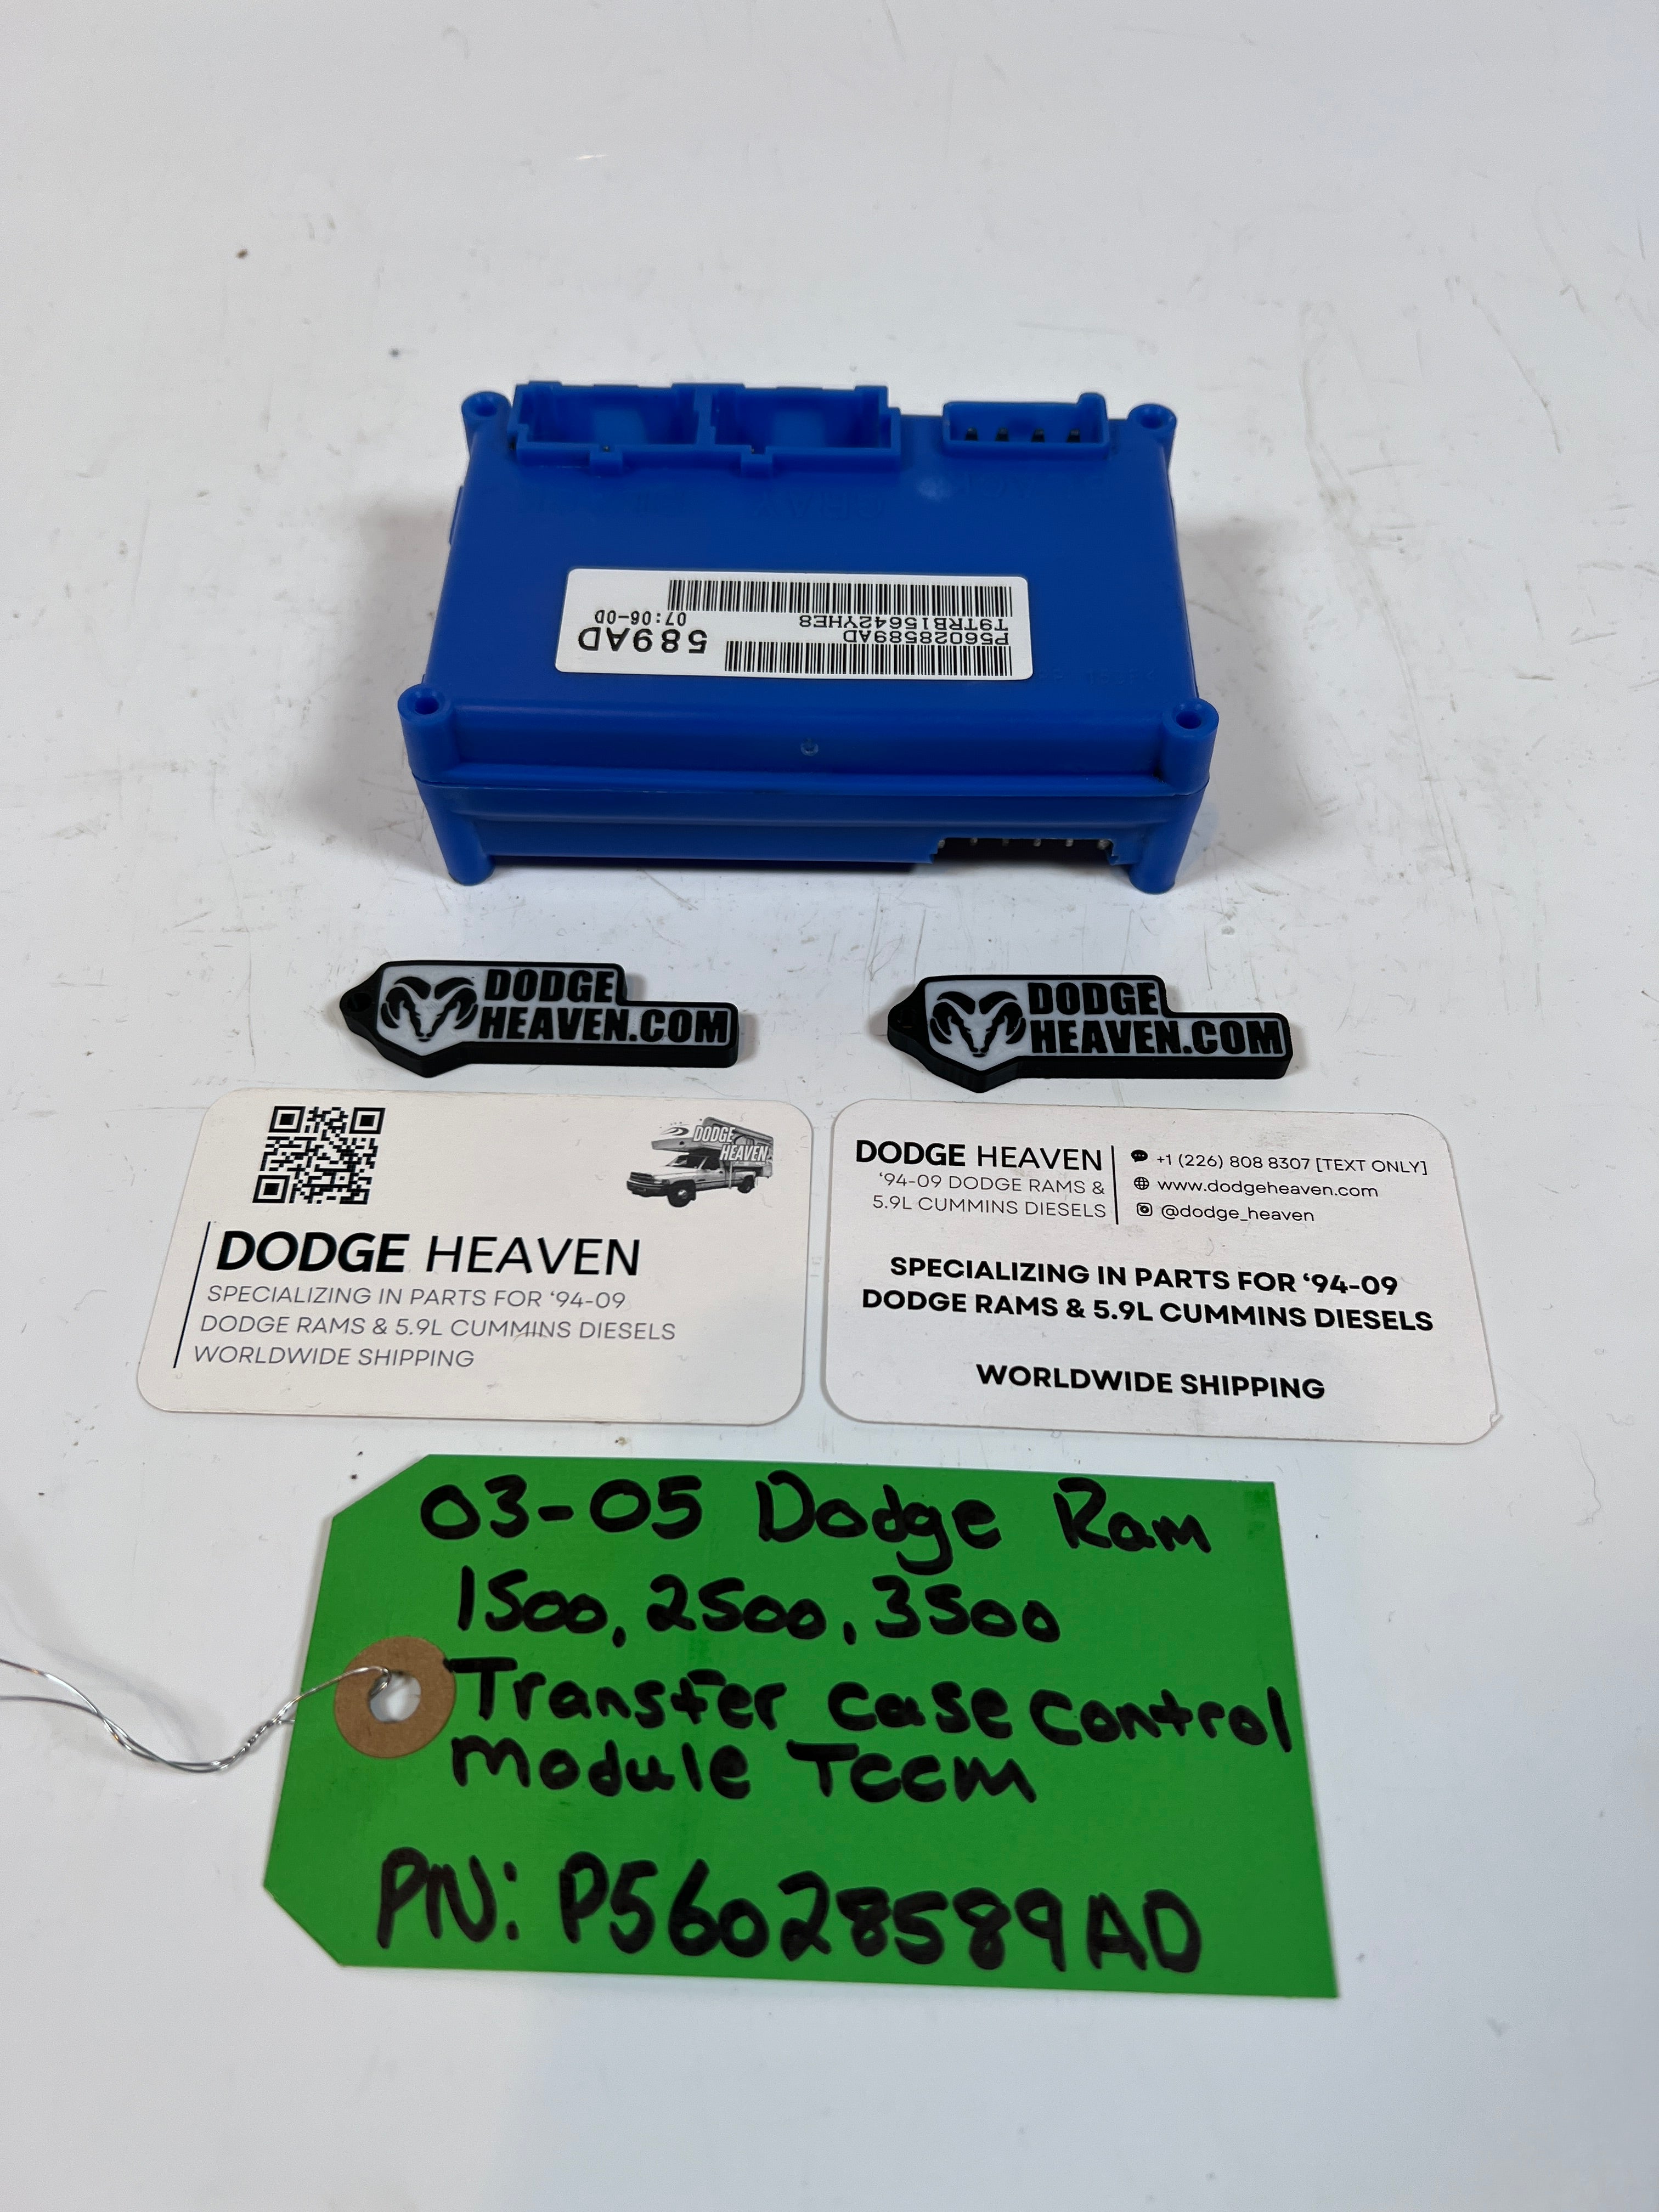 589AD
07:06-0D
P56028589AD
T9TRB15642YHE8
DODGE
HEAVEN.COM
DODGE
HEAVEN.COM
DODGE
HEAVEN
DODGE HEAVEN
SPECIALIZING IN PARTS FOR ‘94-09
DODGE RAMS & 5.9L CUMMINS DIESELS
WORLDWIDE SHIPPING
DODGE HEAVEN
‘94-09 DODGE RAMS &
5.9L CUMMINS DIESELS
+1 (226) 808 8307 [TEXT ONLY]
www.dodgeheaven.com
@dodge_heaven
SPECIALIZING IN PARTS FOR ‘94-09
DODGE RAMS & 5.9L CUMMINS DIESELS
WORLDWIDE SHIPPING
03-05 Dodge Ram
1500, 2500, 3500
Transfer case control
module TCCM
PN: P56028589AD